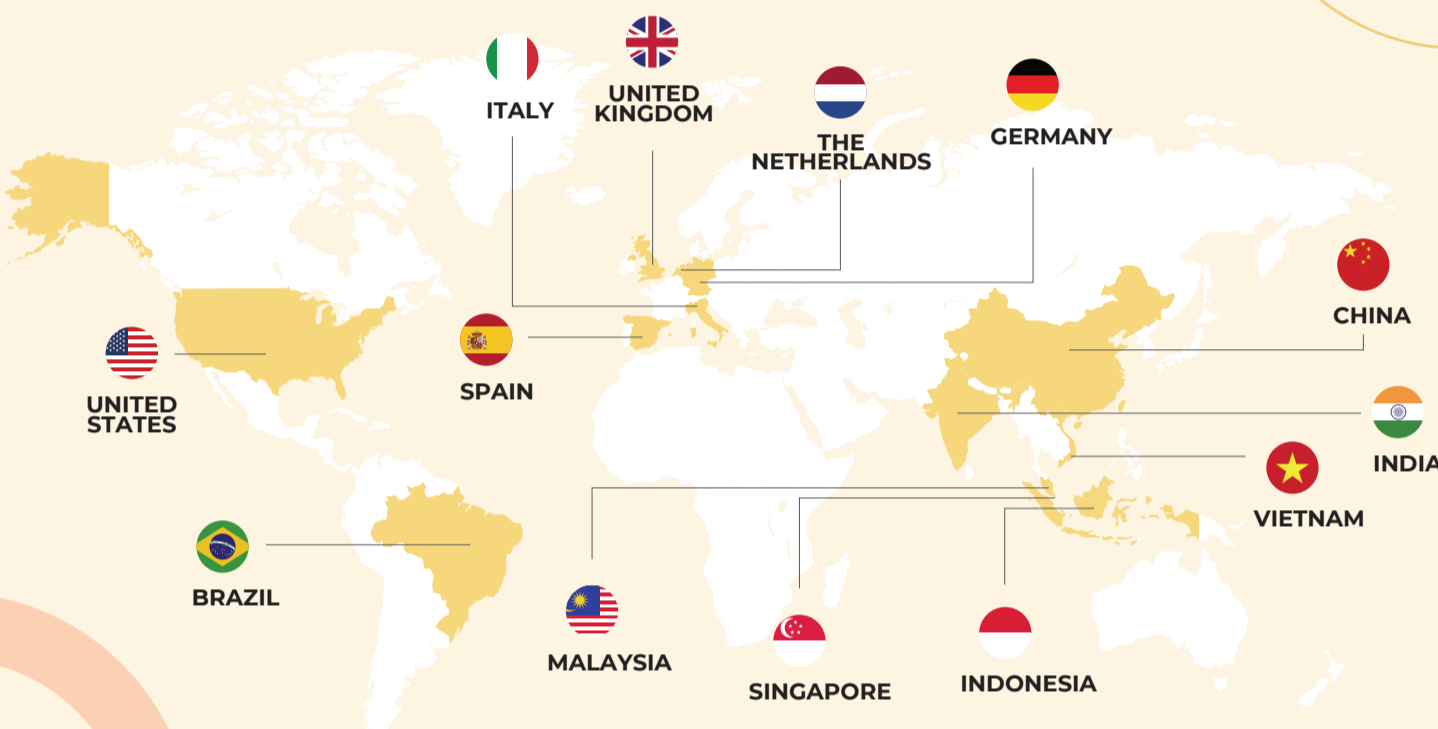 ITALY
UNITED
KINGDOM
THE
NETHERLANDS
GERMANY
CHINA
UNITED
STATES
SPAIN
INDIA
VIETNAM
BRAZIL
MALAYSIA
SINGAPORE
INDONESIA